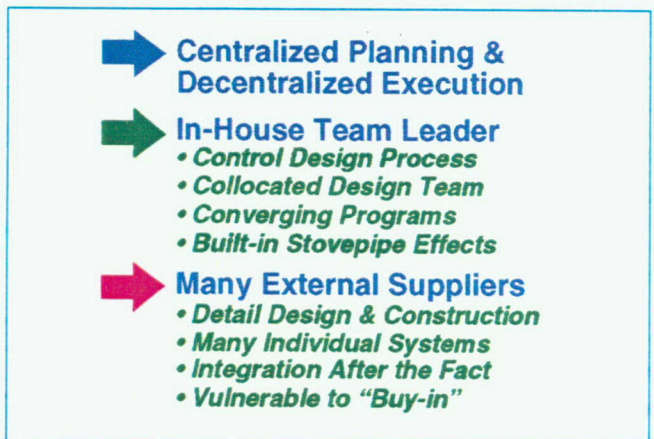 Centralized Planning &
Decentralized Execution
In-House Team Leader
• Control Design Process
• Collocated Design Team
• Converging Programs
• Built-in Stovepipe Effects
Many External Suppliers
• Detail Design & Construction
• Many Individual Systems
• Integration After the Fact
• Vulnerable to “Buy-in”